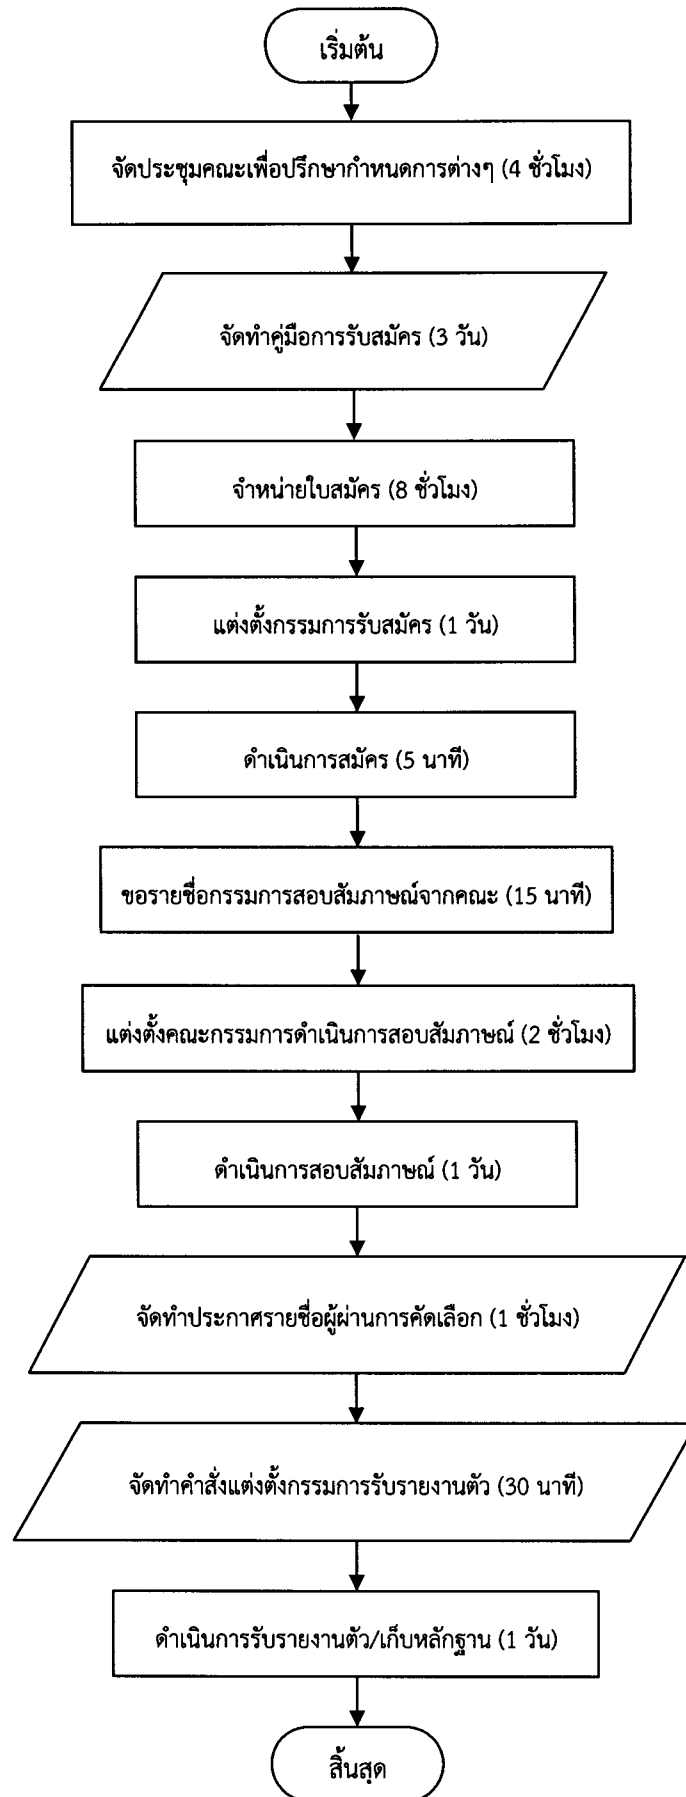 เริ่มต้น
จัดประชุมคณะเพื่อปรึกษากำหนดการต่างๆ (4 ชั่วโมง)
จัดทำคู่มือการรับสมัคร (3 วัน)
จำหน่ายใบสมัคร (8 ชั่วโมง)
แต่งตั้งกรรมการรับสมัคร (1 วัน)
ดำเนินการสมัคร (5 นาที)
ขอรายชื่อกรรมการสอบสัมภาษณ์จากคณะ (15 นาที)
แต่งตั้งคณะกรรมการดำเนินการสอบสัมภาษณ์ (2 ชั่วโมง)
ดำเนินการสอบสัมภาษณ์ (1 วัน)
จัดทำประกาศรายชื่อผู้ผ่านการคัดเลือก (1 ชั่วโมง)
จัดทำคำสั่งแต่งตั้งกรรมการรับรายงานตัว (30 นาที)
ดำเนินการรับรายงานตัว/เก็บหลักฐาน (1 วัน)
สิ้นสุด